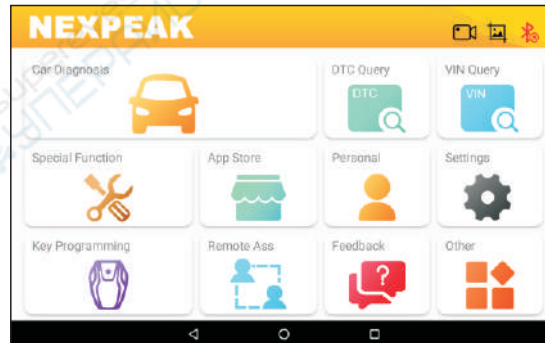 NEXPEAK
Car Diagnosis
DTC Query
VIN Query
DTC
VIN
Special Function
App Store
Personal
Settings
Key Programming
Remote Ass
Feedback
Other
?